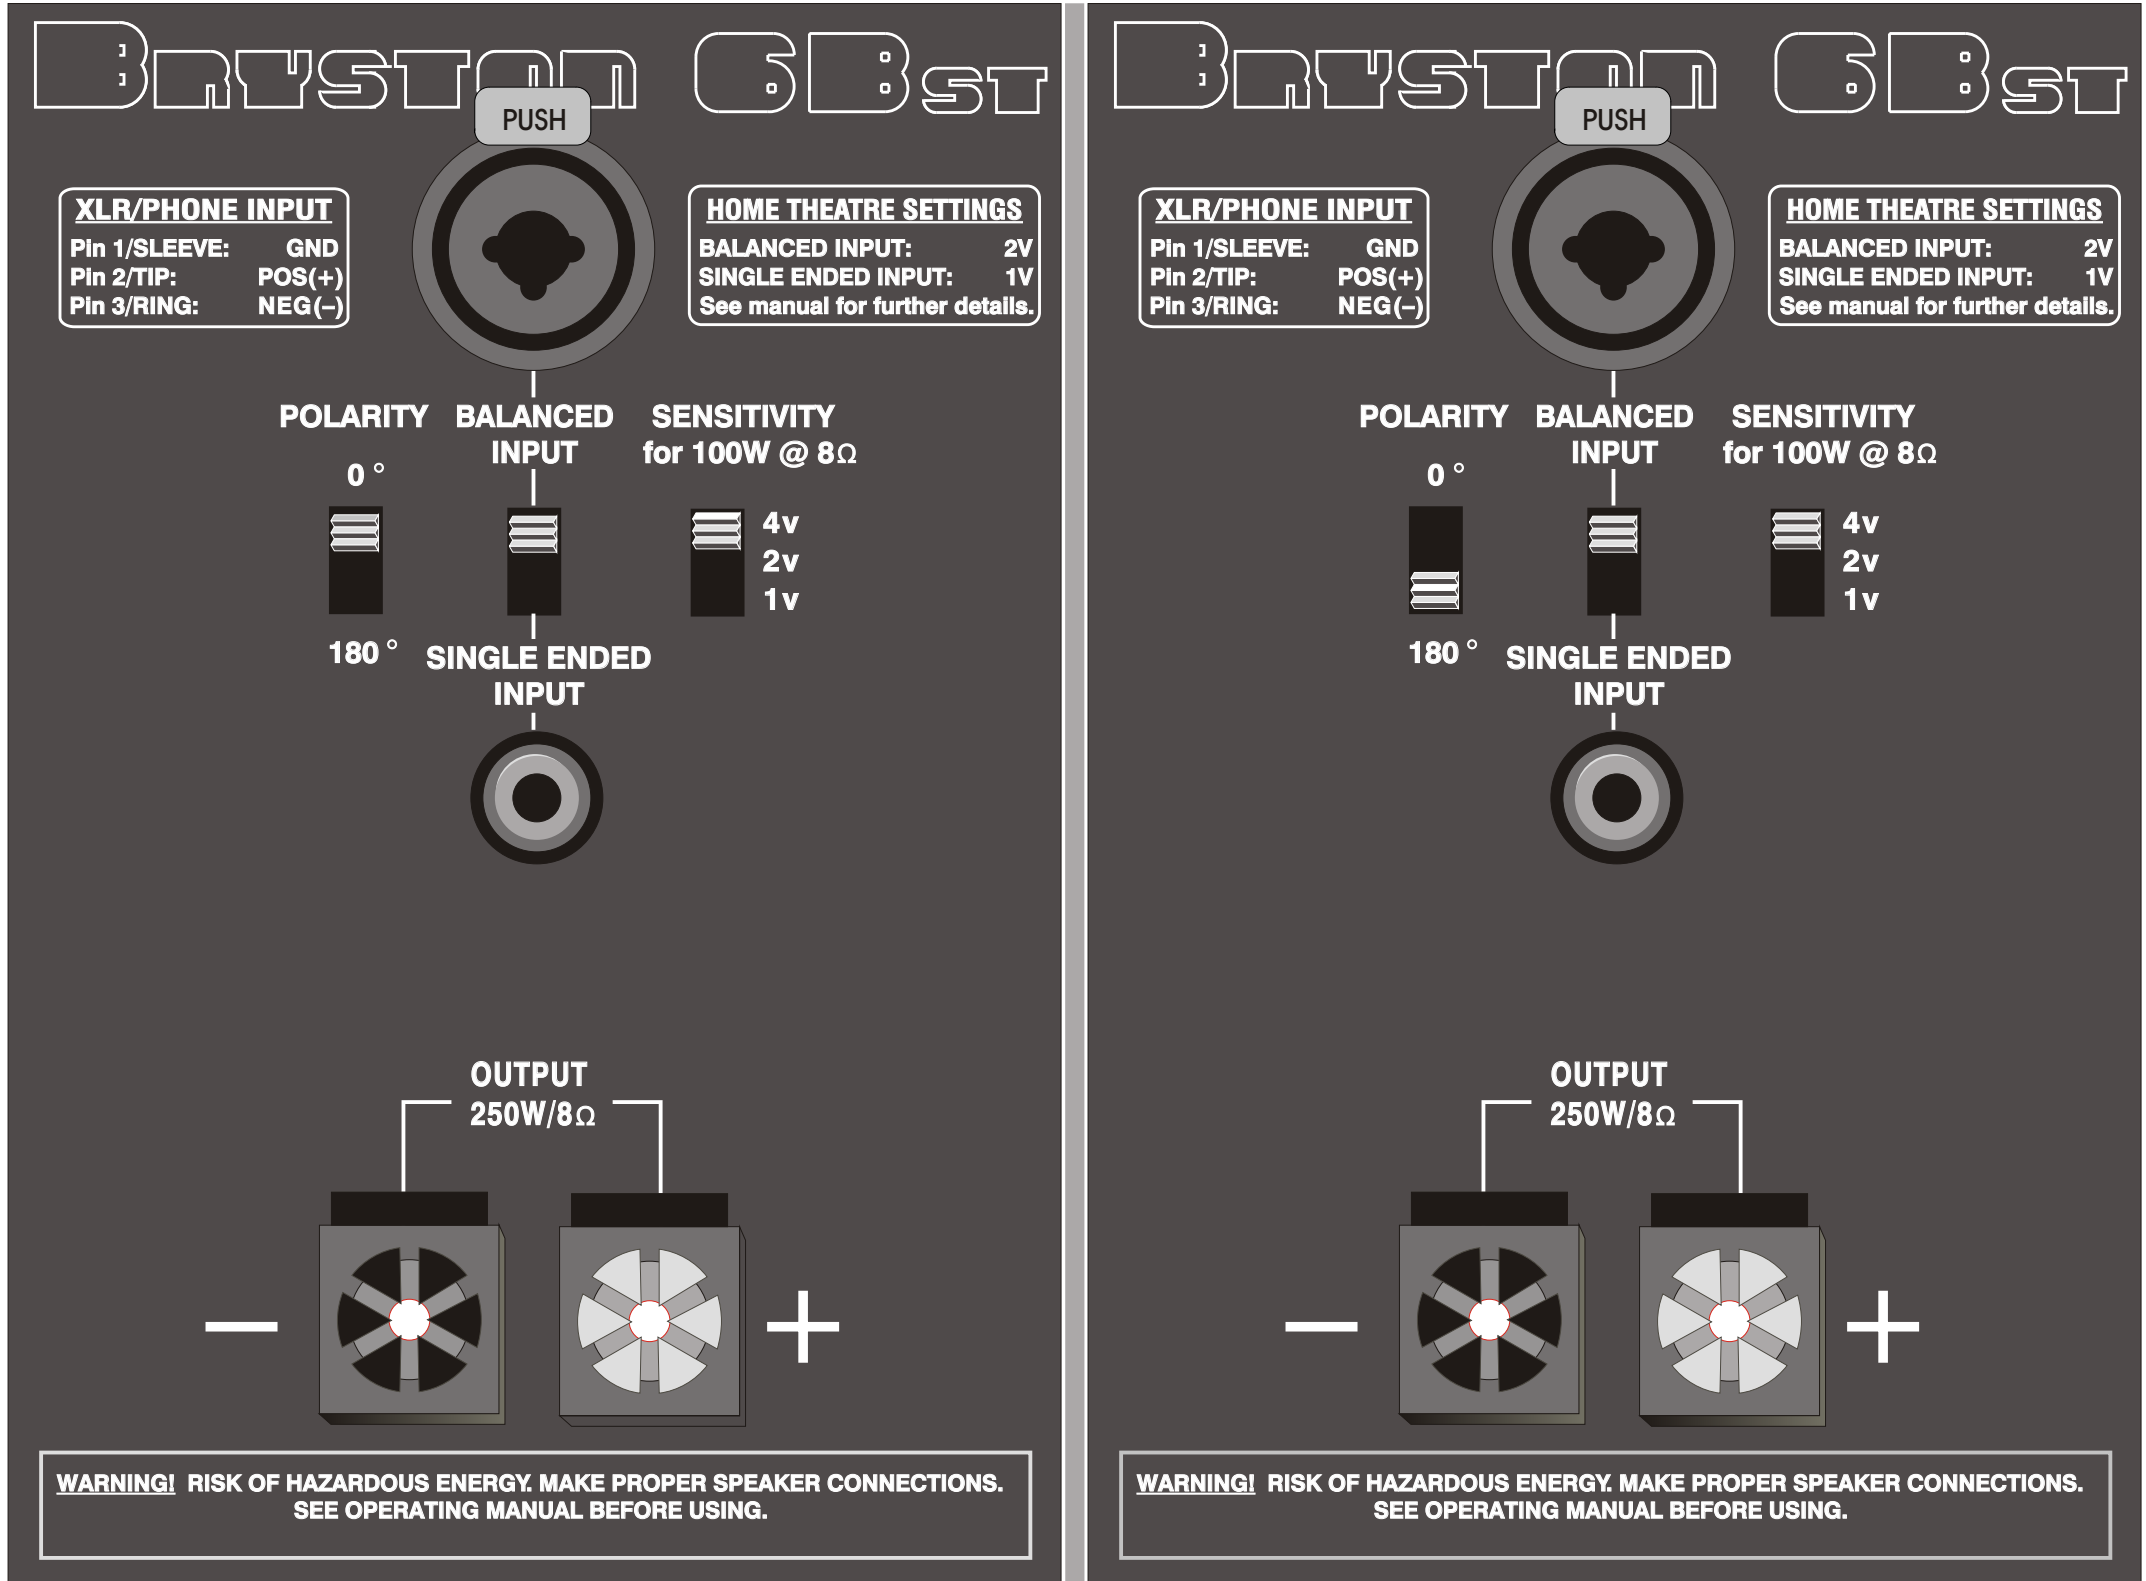 BRYSTON 6B ST
PUSH
XLR/PHONE INPUT
Pin 1/SLEEVE: GND
Pin 2/TIP: POS(+)
Pin 3/RING: NEG(–)
HOME THEATRE SETTINGS
BALANCED INPUT: 2V
SINGLE ENDED INPUT: 1V
See manual for further details.
POLARITY
0°
180°
BALANCED
INPUT
SINGLE ENDED
INPUT
SENSITIVITY
for 100W @ 8Ω
4v
2v
1v
OUTPUT
250W/8Ω
– +
WARNING! RISK OF HAZARDOUS ENERGY. MAKE PROPER SPEAKER CONNECTIONS.
SEE OPERATING MANUAL BEFORE USING.
BRYSTON 6B ST
PUSH
XLR/PHONE INPUT
Pin 1/SLEEVE: GND
Pin 2/TIP: POS(+)
Pin 3/RING: NEG(–)
HOME THEATRE SETTINGS
BALANCED INPUT: 2V
SINGLE ENDED INPUT: 1V
See manual for further details.
POLARITY
0°
180°
BALANCED
INPUT
SINGLE ENDED
INPUT
SENSITIVITY
for 100W @ 8Ω
4v
2v
1v
OUTPUT
250W/8Ω
– +
WARNING! RISK OF HAZARDOUS ENERGY. MAKE PROPER SPEAKER CONNECTIONS.
SEE OPERATING MANUAL BEFORE USING.